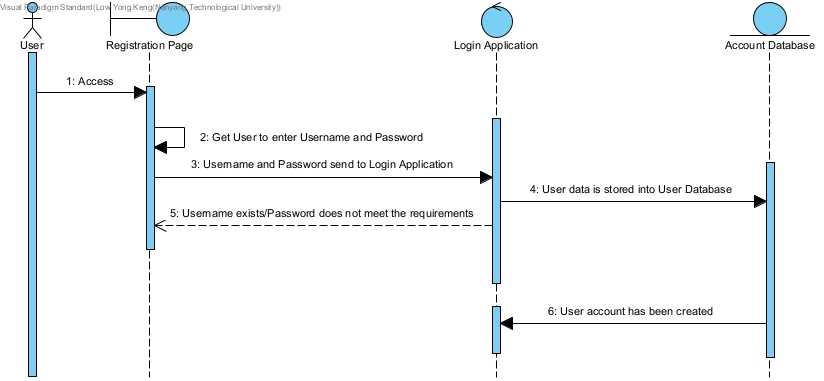 Visual Paradigm Standard(Low Yong Keng(Nanyang Technological University))
User
Registration Page
Login Application
Account Database
1: Access
2: Get User to enter Username and Password
3: Username and Password send to Login Application
4: User data is stored into User Database
5: Username exists/Password does not meet the requirements
6: User account has been created